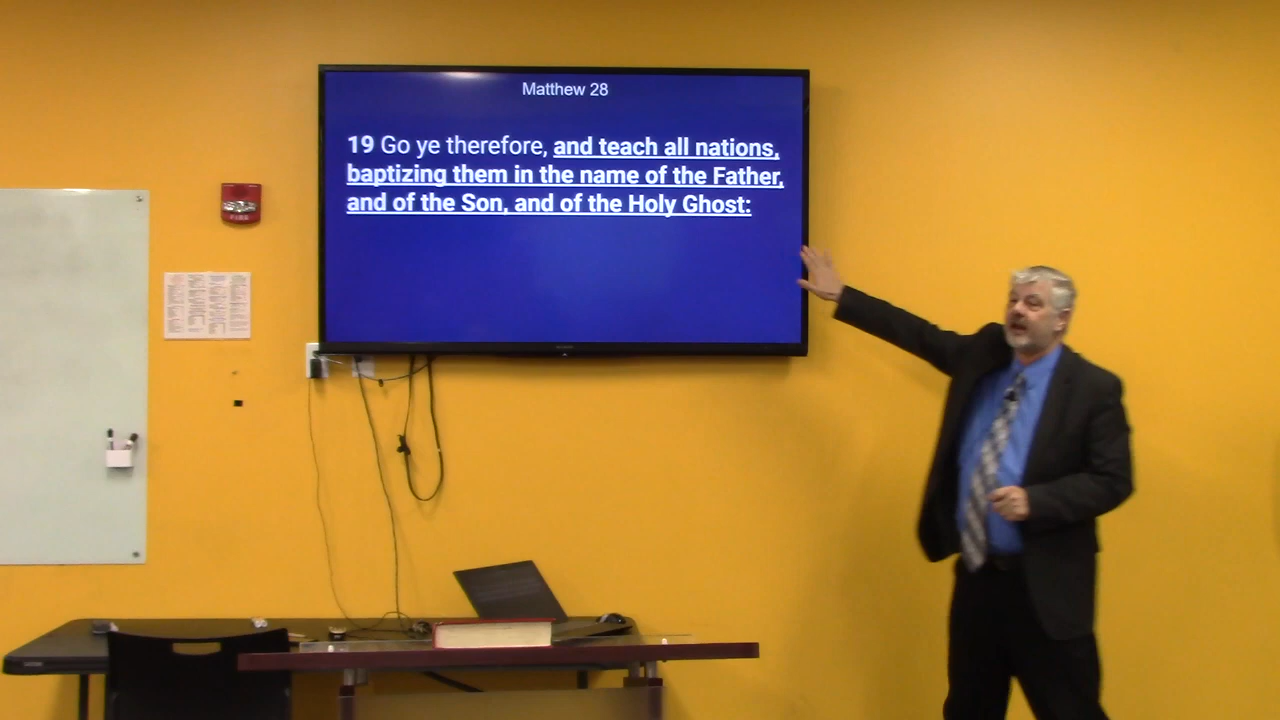 Matthew 28
19 Go ye therefore, and teach all nations,
baptizing them in the name of the Father,
and of the Son, and of the Holy Ghost:
FIRE